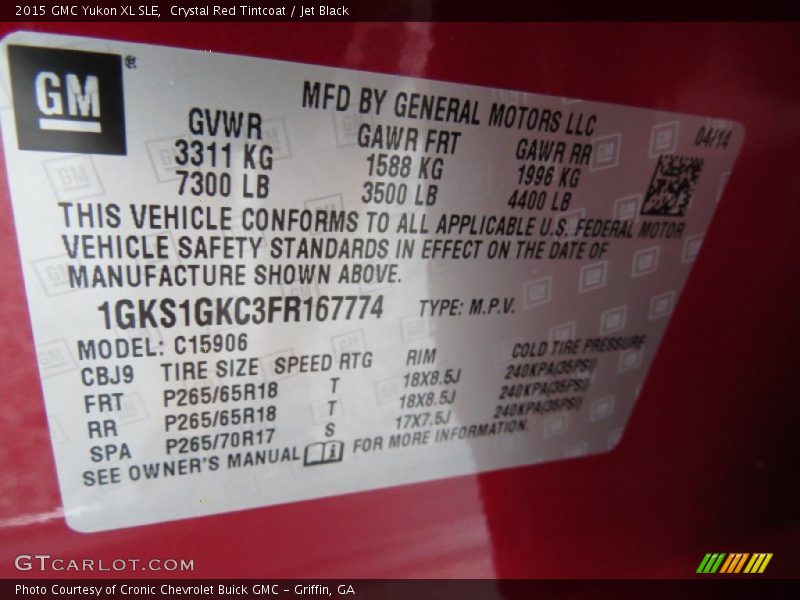 2015 GMC Yukon XL SLE,  Crystal Red Tintcoat / Jet Black
GM
®
MFD BY GENERAL MOTORS LLC
04/14
GVWR GAWR FRT GAWR RR
3311 KG 1588 KG 1996 KG
7300 LB 3500 LB 4400 LB
THIS VEHICLE CONFORMS TO ALL APPLICABLE U.S. FEDERAL MOTOR
VEHICLE SAFETY STANDARDS IN EFFECT ON THE DATE OF
MANUFACTURE SHOWN ABOVE.
1GKS1GKC3FR167774 TYPE: M.P.V.
MODEL: C15906
CBJ9 TIRE SIZE SPEED RTG RIM COLD TIRE PRESSURE
FRT P265/65R18 T 18X8.5J 240KPA(35PSI)
RR P265/65R18 T 18X8.5J 240KPA(35PSI)
SPA P265/70R17 S 17X7.5J 240KPA(35PSI)
SEE OWNER'S MANUAL FOR MORE INFORMATION.
GTCARLOT.COM
Photo Courtesy of Cronic Chevrolet Buick GMC - Griffin, GA